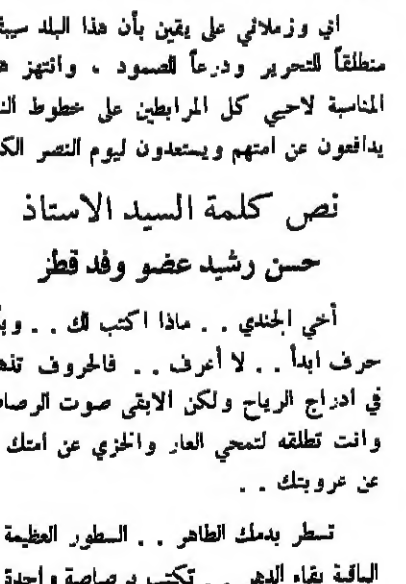 اني وزملائي على يقين بأن هذا البلد
منطلقاً للتحرير ودرعاً للصمود ، وانتهز
المناسبة لاحيي كل المرابطين على خطوط
يدافعون عن امتهم ويستعدون ليوم النصر
نص كلمة السيد الاستاذ
حسن رشيد عضو وفد قطر
أخي الجندي . . ماذا اكتب لك . .
حرف ابدأ . . لا أعرف . . فالحروف
في ادراج الرياح ولكن الابقى صوت
وانت تطلقه لتمحي العار والخزي عن امتك
عن عروبتك . .
تسطر بدمك الطاهر . . السطور العظيمة
الباقية بقاء الدهر . . تكتب برصاصة واحدة